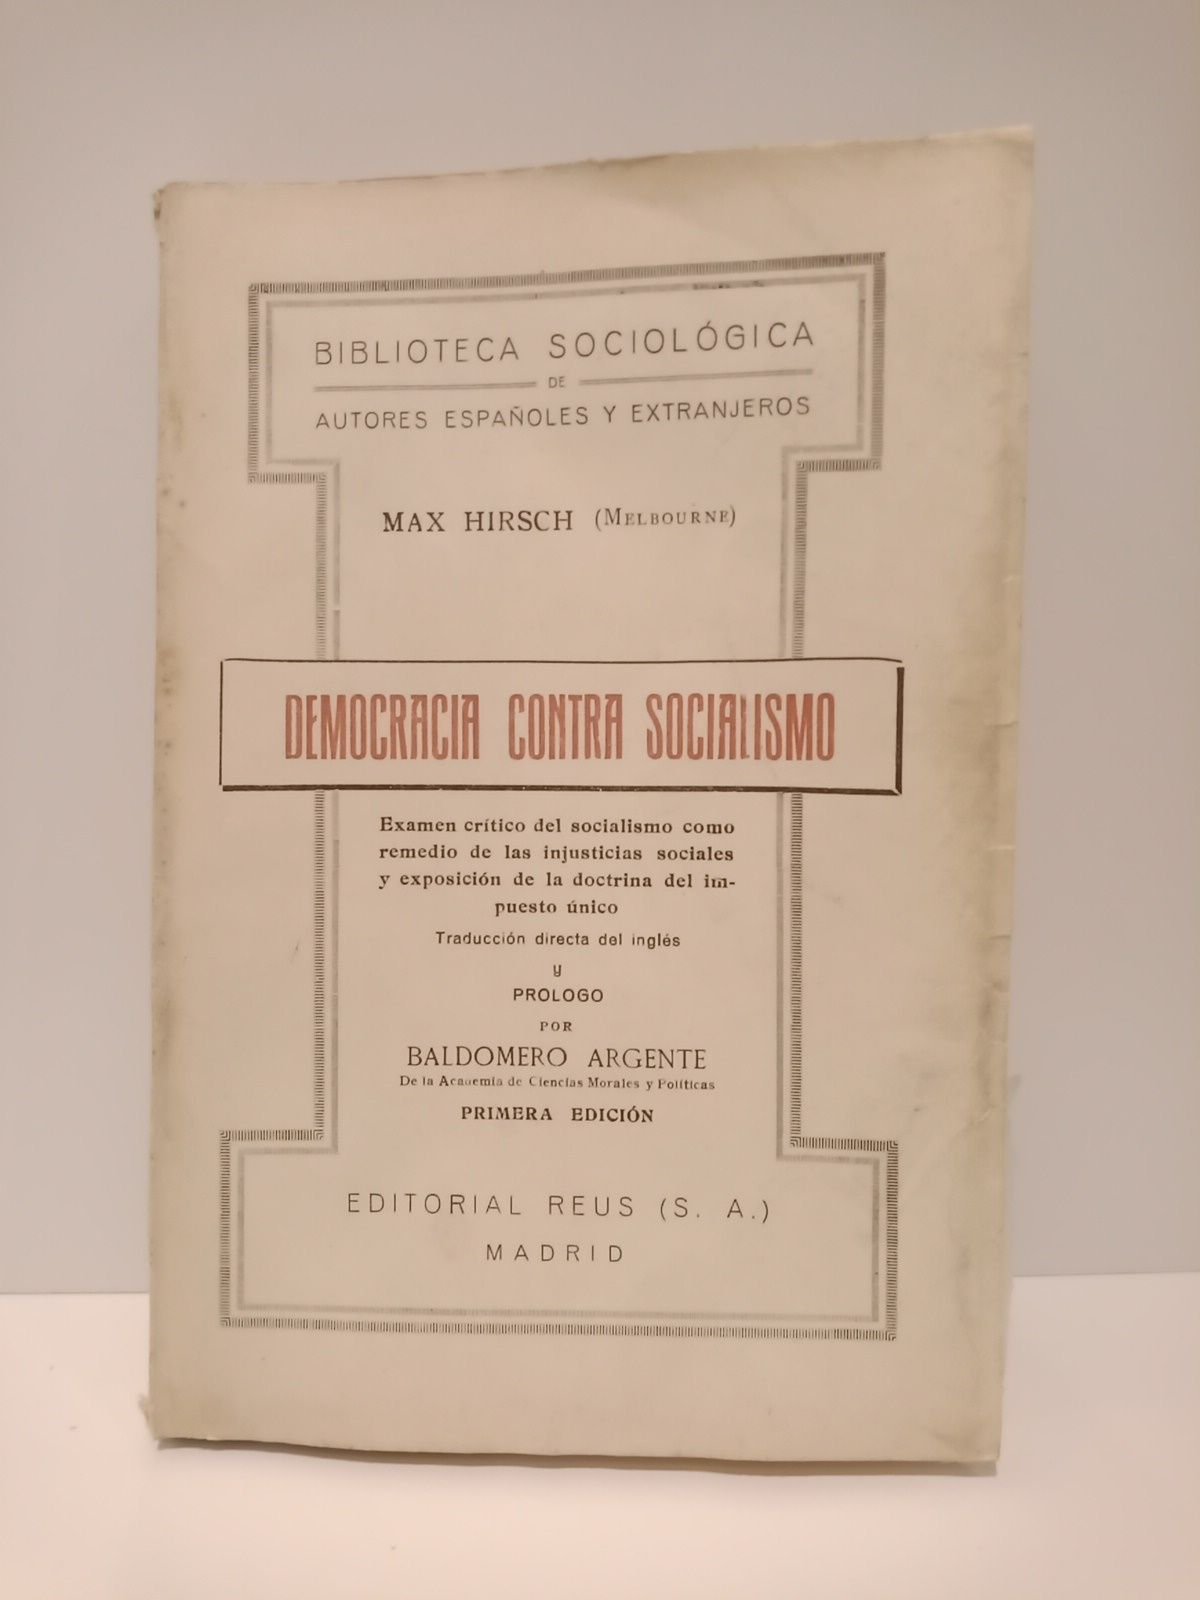 BIBLIOTECA SOCIOLÓGICA
DE
AUTORES ESPAÑOLES Y EXTRANJEROS
MAX HIRSCH (MELBOURNE)
DEMOCRACIA CONTRA SOCIALISMO
Examen crítico del socialismo como
remedio de las injusticias sociales
y exposición de la doctrina del im-
puesto único
Traducción directa del inglés
y
PROLOGO
POR
BALDOMERO ARGENTE
De la Academia de Ciencias Morales y Políticas
PRIMERA EDICIÓN
EDITORIAL REUS (S. A.)
MADRID